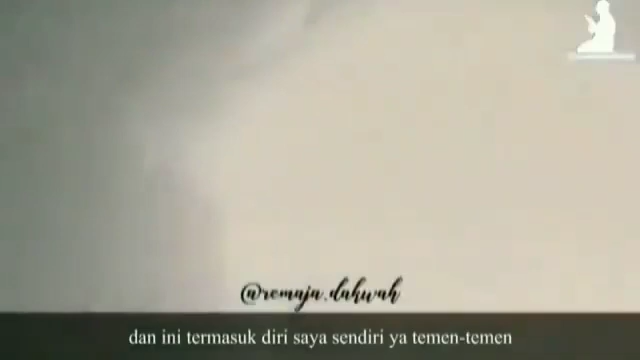 @remaja.dakwah
dan ini termasuk diri saya sendiri ya temen-temen